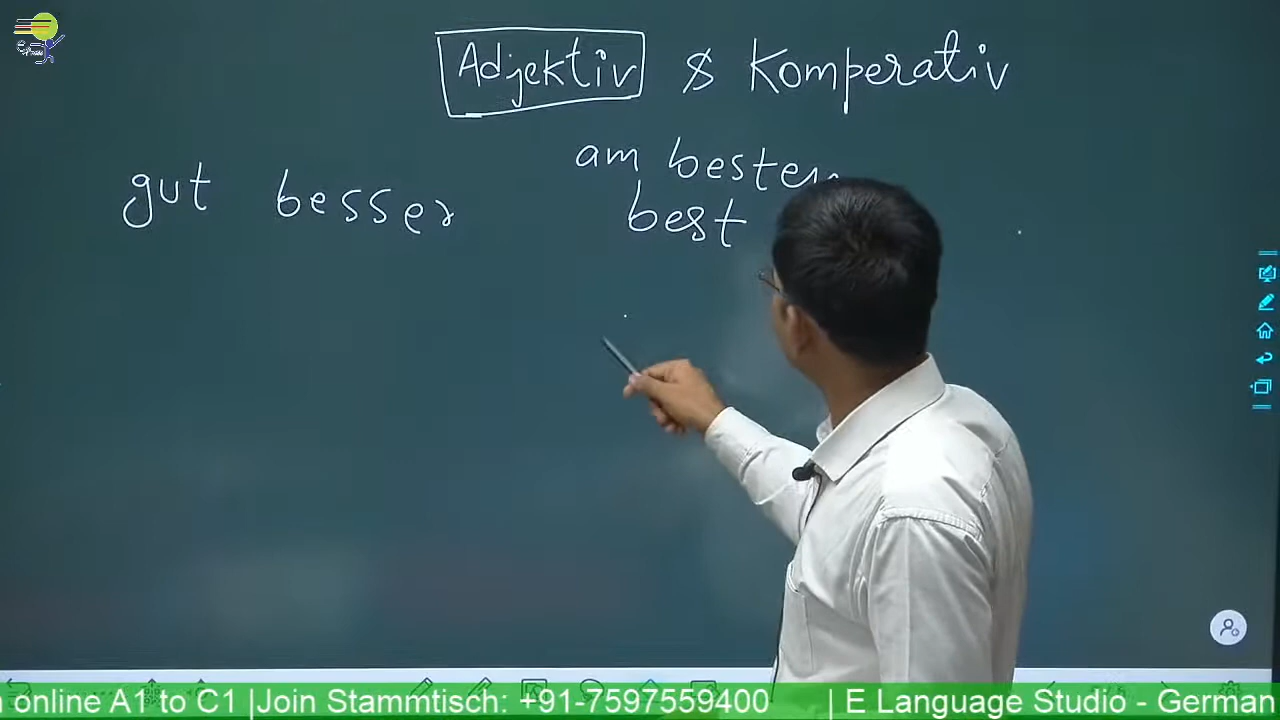 Adjektiv & Komperativ
gut besser am besten
best
online A1 to C1 |Join Stammtisch: +91-7597559400 | E Language Studio - German